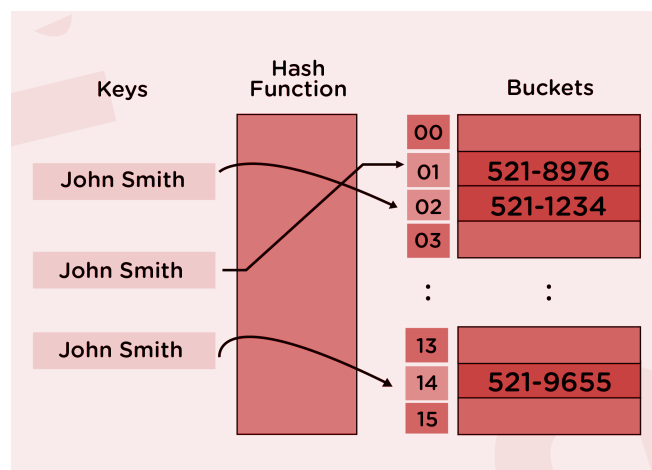 Keys
Hash
Function
Buckets
John Smith
John Smith
John Smith
00
01 521-8976
02 521-1234
03
:
:
13
14 521-9655
15